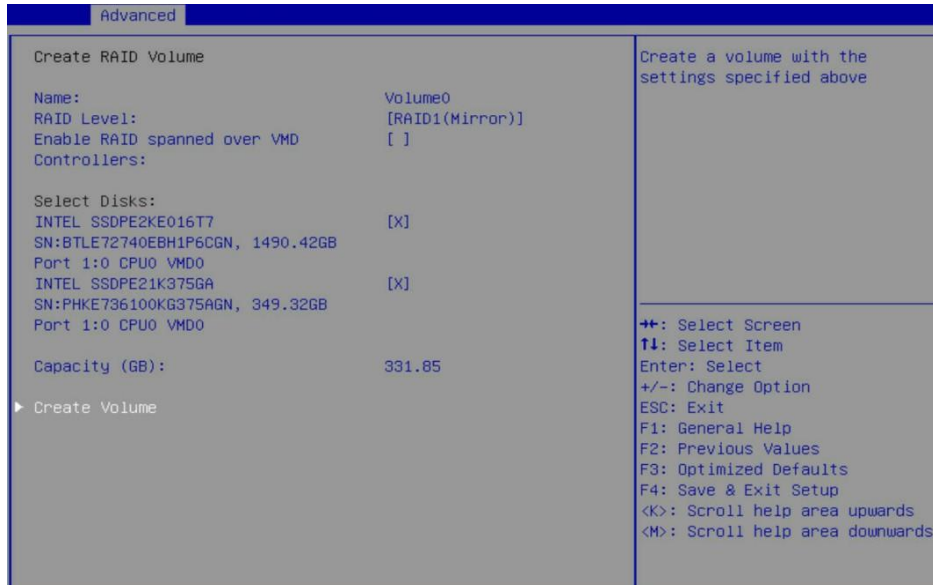 Advanced
Create RAID Volume
Name: Volume0
RAID Level: [RAID1(Mirror)]
Enable RAID spanned over VMD [ ]
Controllers:
Select Disks:
INTEL SSDPE2KE016T7 [X]
SN:BTLE72740EBH1P6CGN, 1490.42GB
Port 1:0 CPU0 VMD0
INTEL SSDPE21K375GA [X]
SN:PHKE736100KG375AGN, 349.32GB
Port 1:0 CPU0 VMD0
Capacity (GB): 331.85
▶ Create Volume
Create a volume with the
settings specified above
→←: Select Screen
↑↓: Select Item
Enter: Select
+/-: Change Option
ESC: Exit
F1: General Help
F2: Previous Values
F3: Optimized Defaults
F4: Save & Exit Setup
<K>: Scroll help area upwards
<M>: Scroll help area downwards